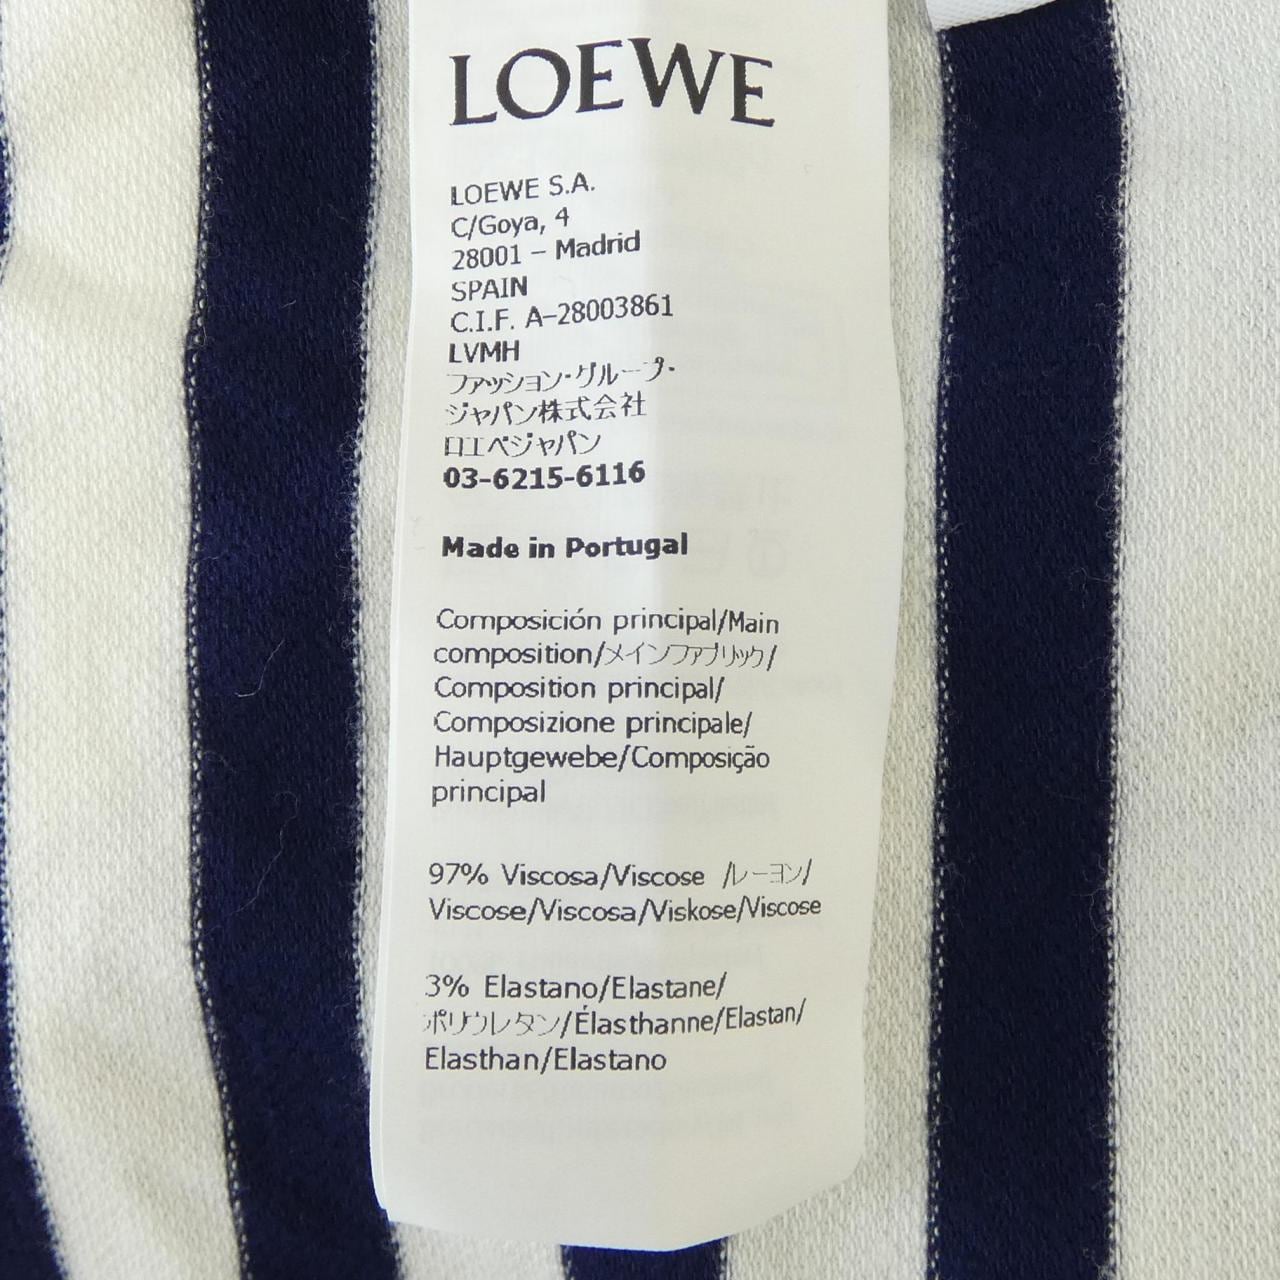 LOEWE
LOEWE S.A.
C/Goya, 4
28001 – Madrid
SPAIN
C.I.F. A–28003861
LVMH
ファッション・グループ・
ジャパン株式会社
ロエベジャパン
03-6215-6116
Made in Portugal
Composición principal/Main
composition/メインファブリック/
Composition principal/
Composizione principale/
Hauptgewebe/Composição
principal
97% Viscosa/Viscose /レーヨン/
Viscose/Viscosa/Viskose/Viscose
3% Elastano/Elastane/
ポリウレタン/Élasthanne/Elastan/
Elasthan/Elastano